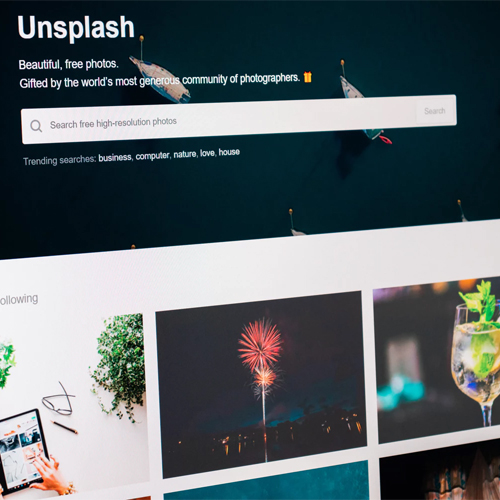 Unsplash
Beautiful, free photos.
Gifted by the world's most generous community of photographers.
Search free high-resolution photos
Search
Trending searches: business, computer, nature, love, house
ollowing